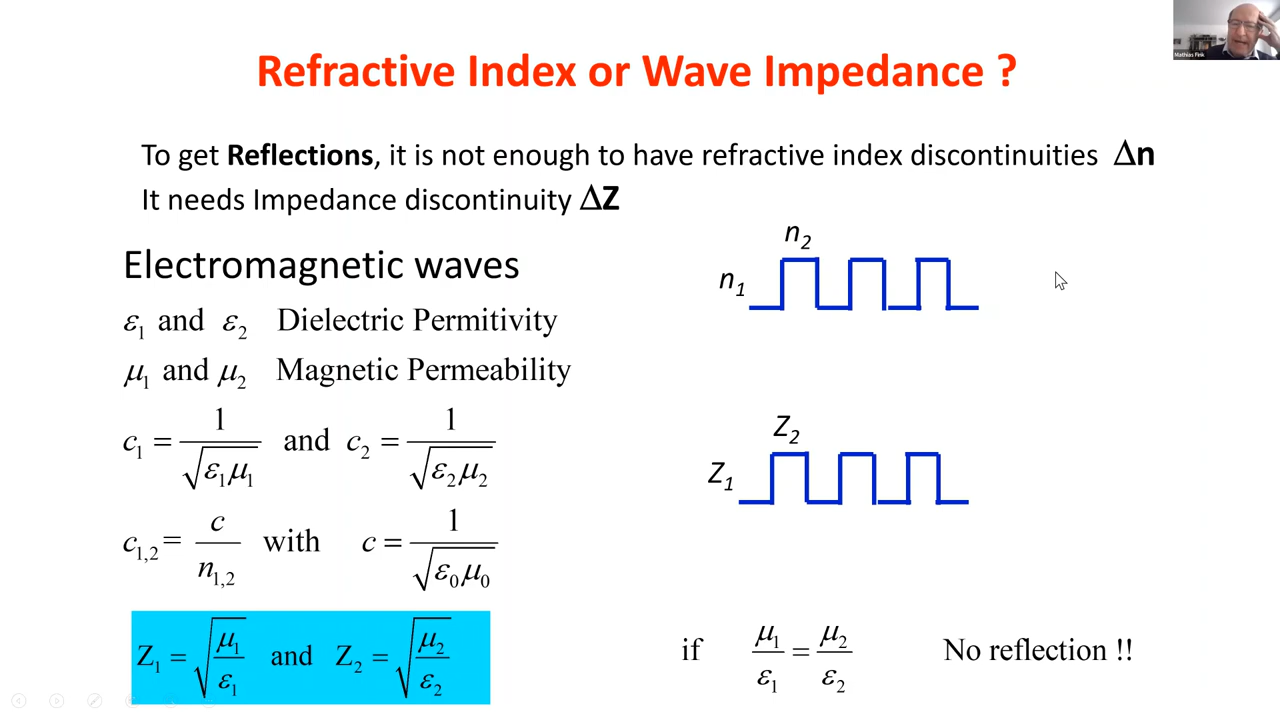 Mathias Fink
Refractive Index or Wave Impedance ?
To get Reflections, it is not enough to have refractive index discontinuities Δn
It needs Impedance discontinuity ΔZ
Electromagnetic waves
ε₁ and ε₂ Dielectric Permitivity
μ₁ and μ₂ Magnetic Permeability
c₁ = 1/√(ε₁μ₁) and c₂ = 1/√(ε₂μ₂)
c₁,₂ = c/n₁,₂ with c = 1/√(ε₀μ₀)
Z₁ = √(μ₁/ε₁) and Z₂ = √(μ₂/ε₂)
n₂
n₁
Z₂
Z₁
if μ₁/ε₁ = μ₂/ε₂ No reflection !!